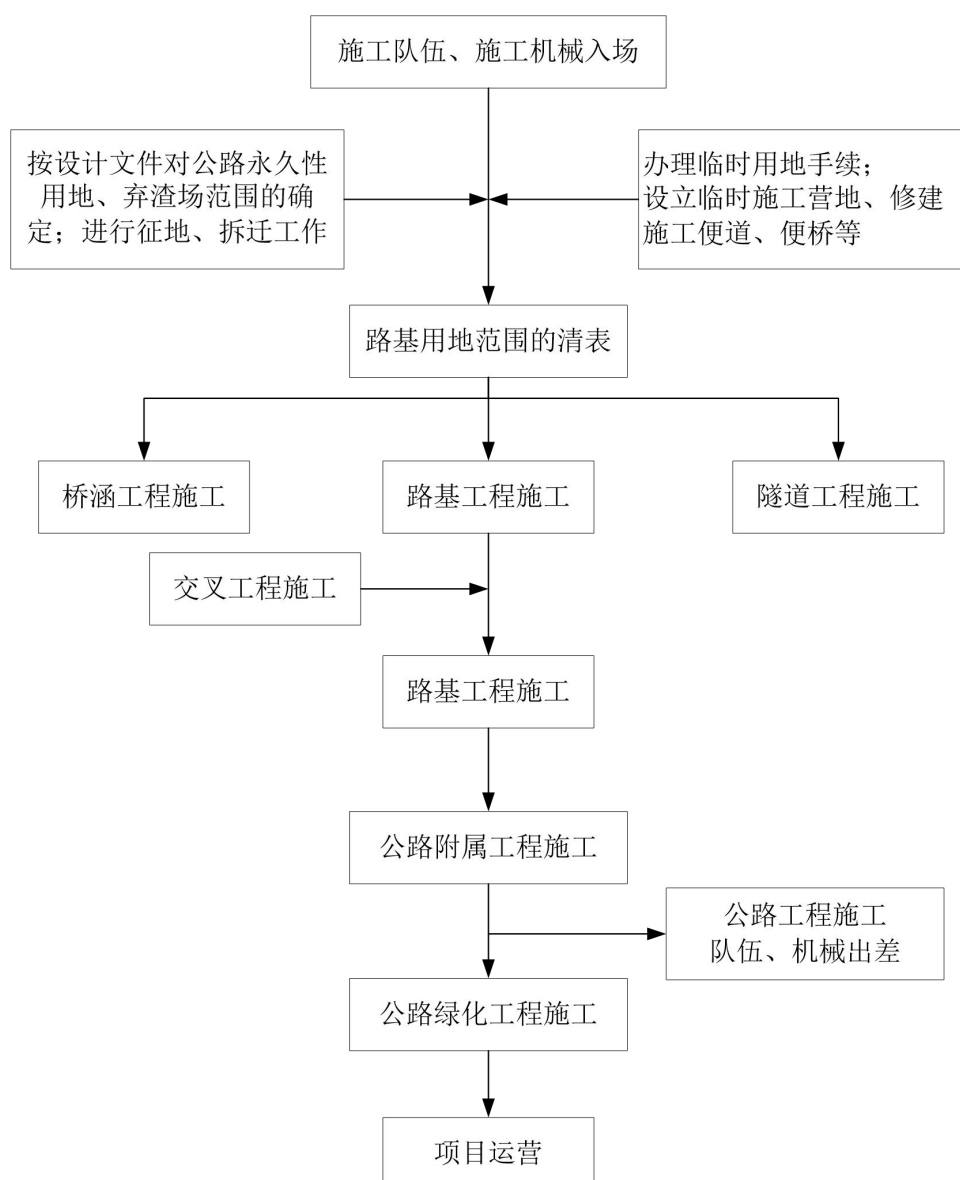 施工队伍、施工机械入场
按设计文件对公路永久性
用地、弃渣场范围的确
定；进行征地、拆迁工作
办理临时用地手续；
设立临时施工营地、修建
施工便道、便桥等
路基用地范围的清表
桥涵工程施工
路基工程施工
隧道工程施工
交叉工程施工
路基工程施工
公路附属工程施工
公路工程施工
队伍、机械出差
公路绿化工程施工
项目运营